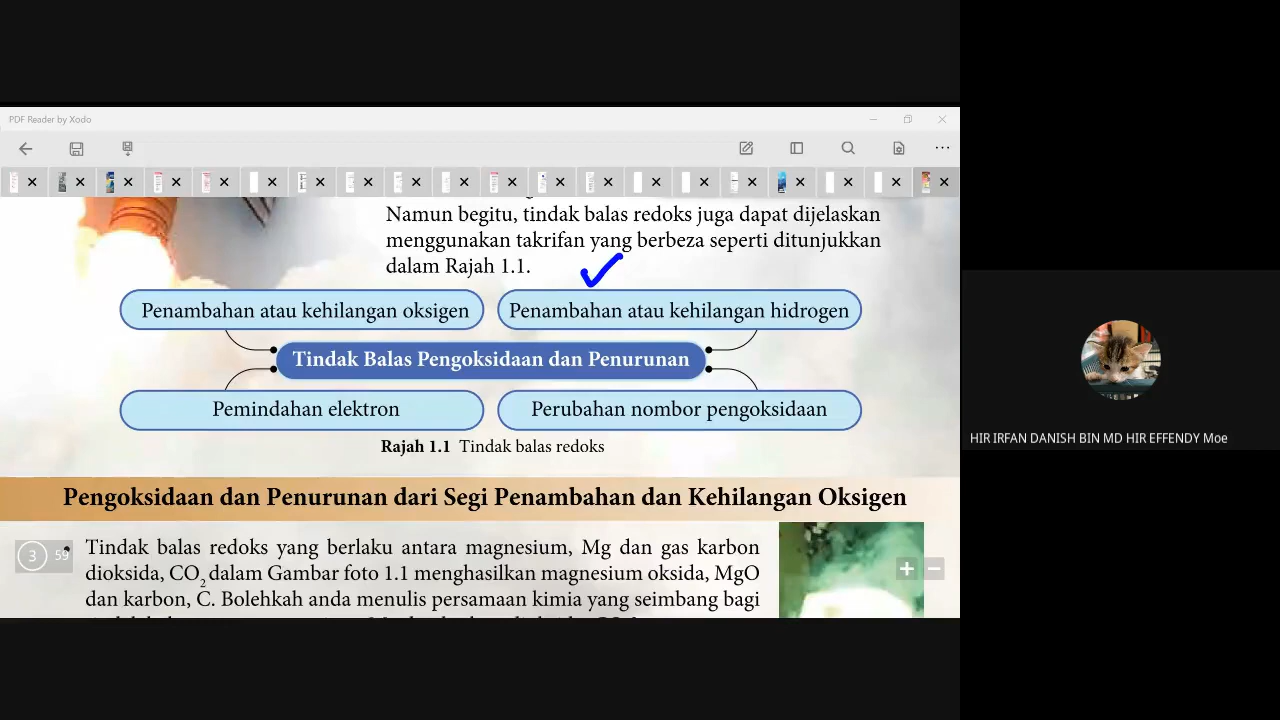 PDF Reader by Xodo
Namun begitu, tindak balas redoks juga dapat dijelaskan
menggunakan takrifan yang berbeza seperti ditunjukkan
dalam Rajah 1.1.
Penambahan atau kehilangan oksigen
Penambahan atau kehilangan hidrogen
Tindak Balas Pengoksidaan dan Penurunan
Pemindahan elektron
Perubahan nombor pengoksidaan
Rajah 1.1 Tindak balas redoks
Pengoksidaan dan Penurunan dari Segi Penambahan dan Kehilangan Oksigen
3 59
Tindak balas redoks yang berlaku antara magnesium, Mg dan gas karbon
dioksida, CO2 dalam Gambar foto 1.1 menghasilkan magnesium oksida, MgO
dan karbon, C. Bolehkah anda menulis persamaan kimia yang seimbang bagi
HIR IRFAN DANISH BIN MD HIR EFFENDY Moe